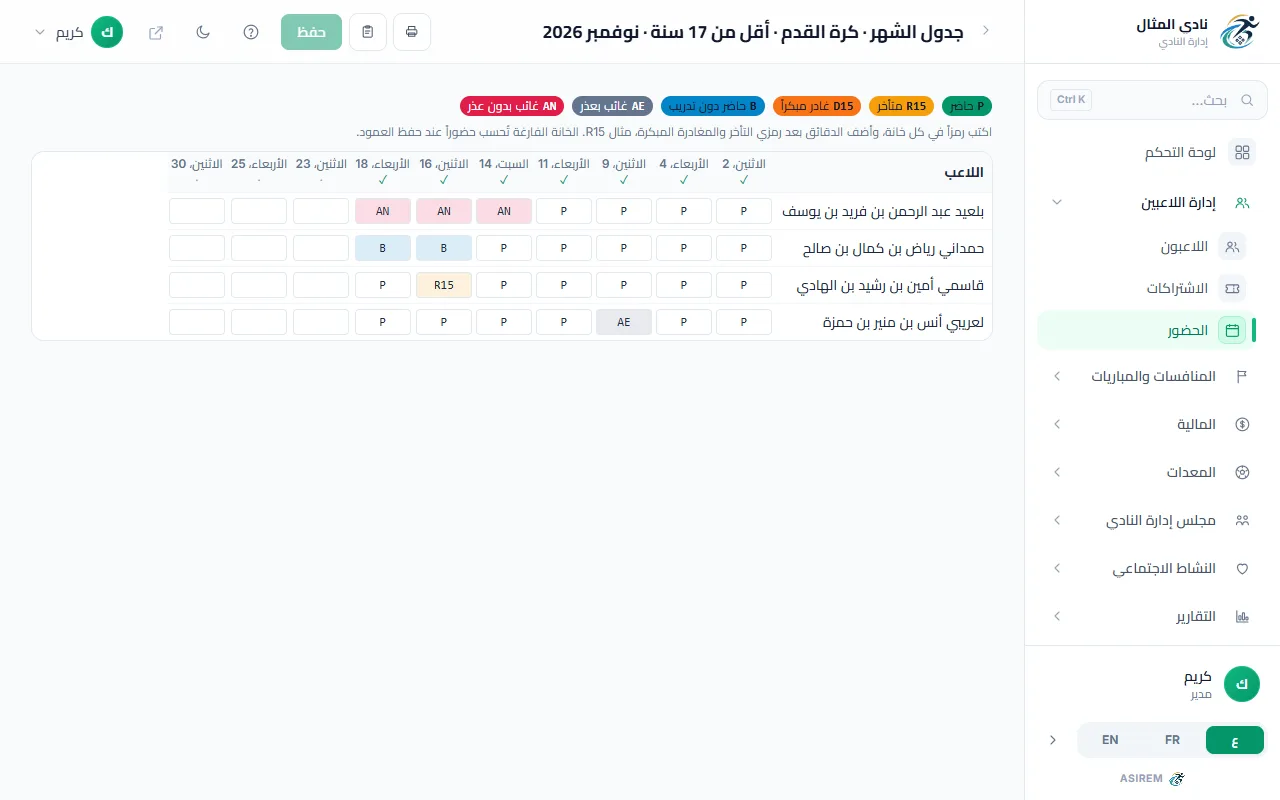 نادي المثال
إدارة النادي
بحث... Ctrl K
لوحة التحكم
إدارة اللاعبين
اللاعبون
الاشتراكات
الحضور
المنافسات والمباريات
المالية
المعدات
مجلس إدارة النادي
النشاط الاجتماعي
التقارير
كريم
مدير
ع FR EN
ASIREM
جدول الشهر · كرة القدم · أقل من 17 سنة · نوفمبر 2026
حفظ
ك كريم
P حاضر R15 متأخر D15 غادر مبكراً B حاضر دون تدريب AE غائب بعذر AN غائب بدون عذر
اكتب رمزاً في كل خانة، وأضف الدقائق بعد رمزي التأخر والمغادرة المبكرة، مثال R15. الخانة الفارغة تُحسب حضوراً عند حفظ العمود.
اللاعب الاثنين، 2 الأربعاء، 4 الاثنين، 9 الأربعاء، 11 السبت، 14 الاثنين، 16 الأربعاء، 18 الاثنين، 23 الأربعاء، 25 الاثنين، 30
✓ ✓ ✓ ✓ ✓ ✓ ✓ · · ·
بلعيد عبد الرحمن بن فريد بن يوسف P P P P AN AN AN
حمداني رياض بن كمال بن صالح P P P P P B B
قاسمي أمين بن رشيد بن الهادي P P P P P R15 P
لعريبي أنس بن منير بن حمزة P P AE P P P P